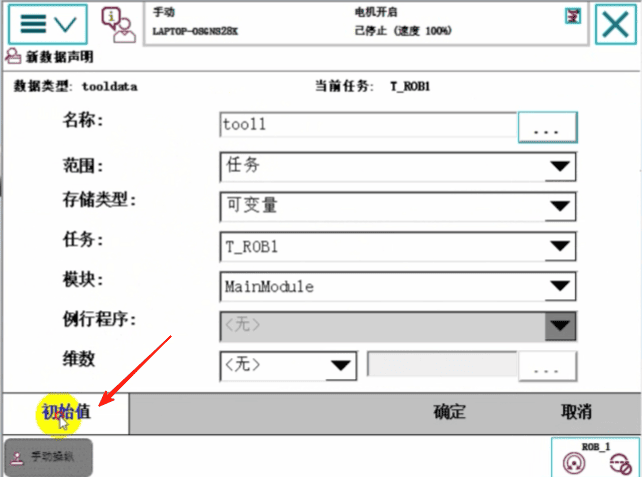 手动
电机开启
LAPTOP-OSGNS28K
已停止 (速度 100%)
新数据声明
数据类型: tooldata
当前任务: T_ROB1
名称:
tool1
...
范围:
任务
存储类型:
可变量
任务:
T_ROB1
模块:
MainModule
例行程序:
<无>
维数
<无>
...
初始值
确定
取消
手动操纵
ROB_1